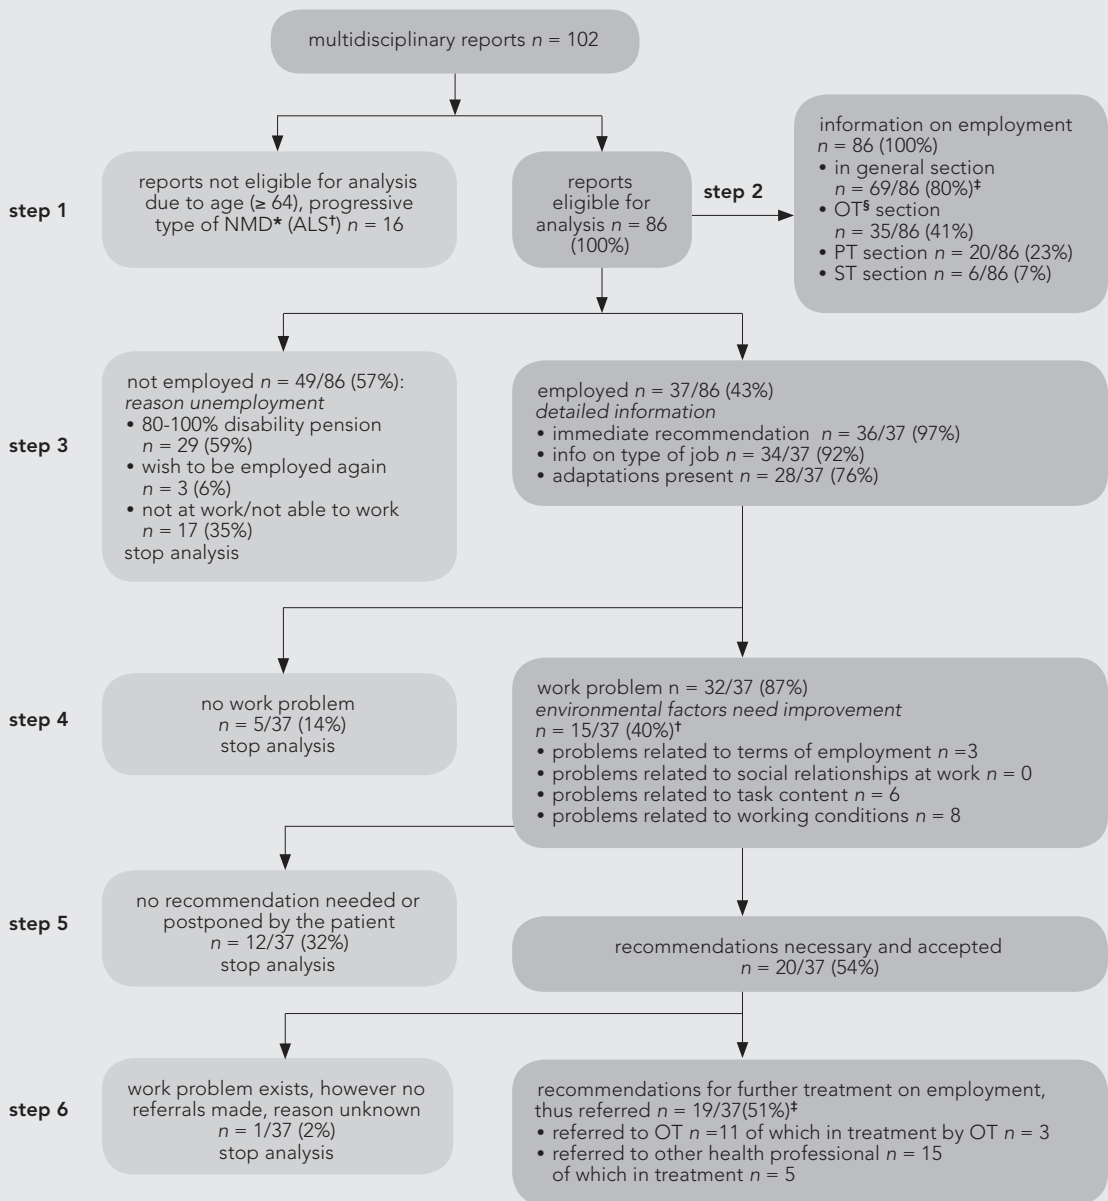 multidisciplinary reports n = 102
step 1
reports not eligible for analysis
due to age (≥ 64), progressive
type of NMD* (ALS†) n = 16
reports
eligible for
analysis n = 86
(100%)
step 2
information on employment
n = 86 (100%)
• in general section
n = 69/86 (80%)‡
• OT§ section
n = 35/86 (41%)
• PT section n = 20/86 (23%)
• ST section n = 6/86 (7%)
step 3
not employed n = 49/86 (57%):
reason unemployment
• 80-100% disability pension
n = 29 (59%)
• wish to be employed again
n = 3 (6%)
• not at work/not able to work
n = 17 (35%)
stop analysis
employed n = 37/86 (43%)
detailed information
• immediate recommendation n = 36/37 (97%)
• info on type of job n = 34/37 (92%)
• adaptations present n = 28/37 (76%)
step 4
no work problem
n = 5/37 (14%)
stop analysis
work problem n = 32/37 (87%)
environmental factors need improvement
n = 15/37 (40%)†
• problems related to terms of employment n =3
• problems related to social relationships at work n = 0
• problems related to task content n = 6
• problems related to working conditions n = 8
step 5
no recommendation needed or
postponed by the patient
n = 12/37 (32%)
stop analysis
recommendations necessary and accepted
n = 20/37 (54%)
step 6
work problem exists, however no
referrals made, reason unknown
n = 1/37 (2%)
stop analysis
recommendations for further treatment on employment,
thus referred n = 19/37(51%)‡
• referred to OT n =11 of which in treatment by OT n = 3
• referred to other health professional n = 15
of which in treatment n = 5